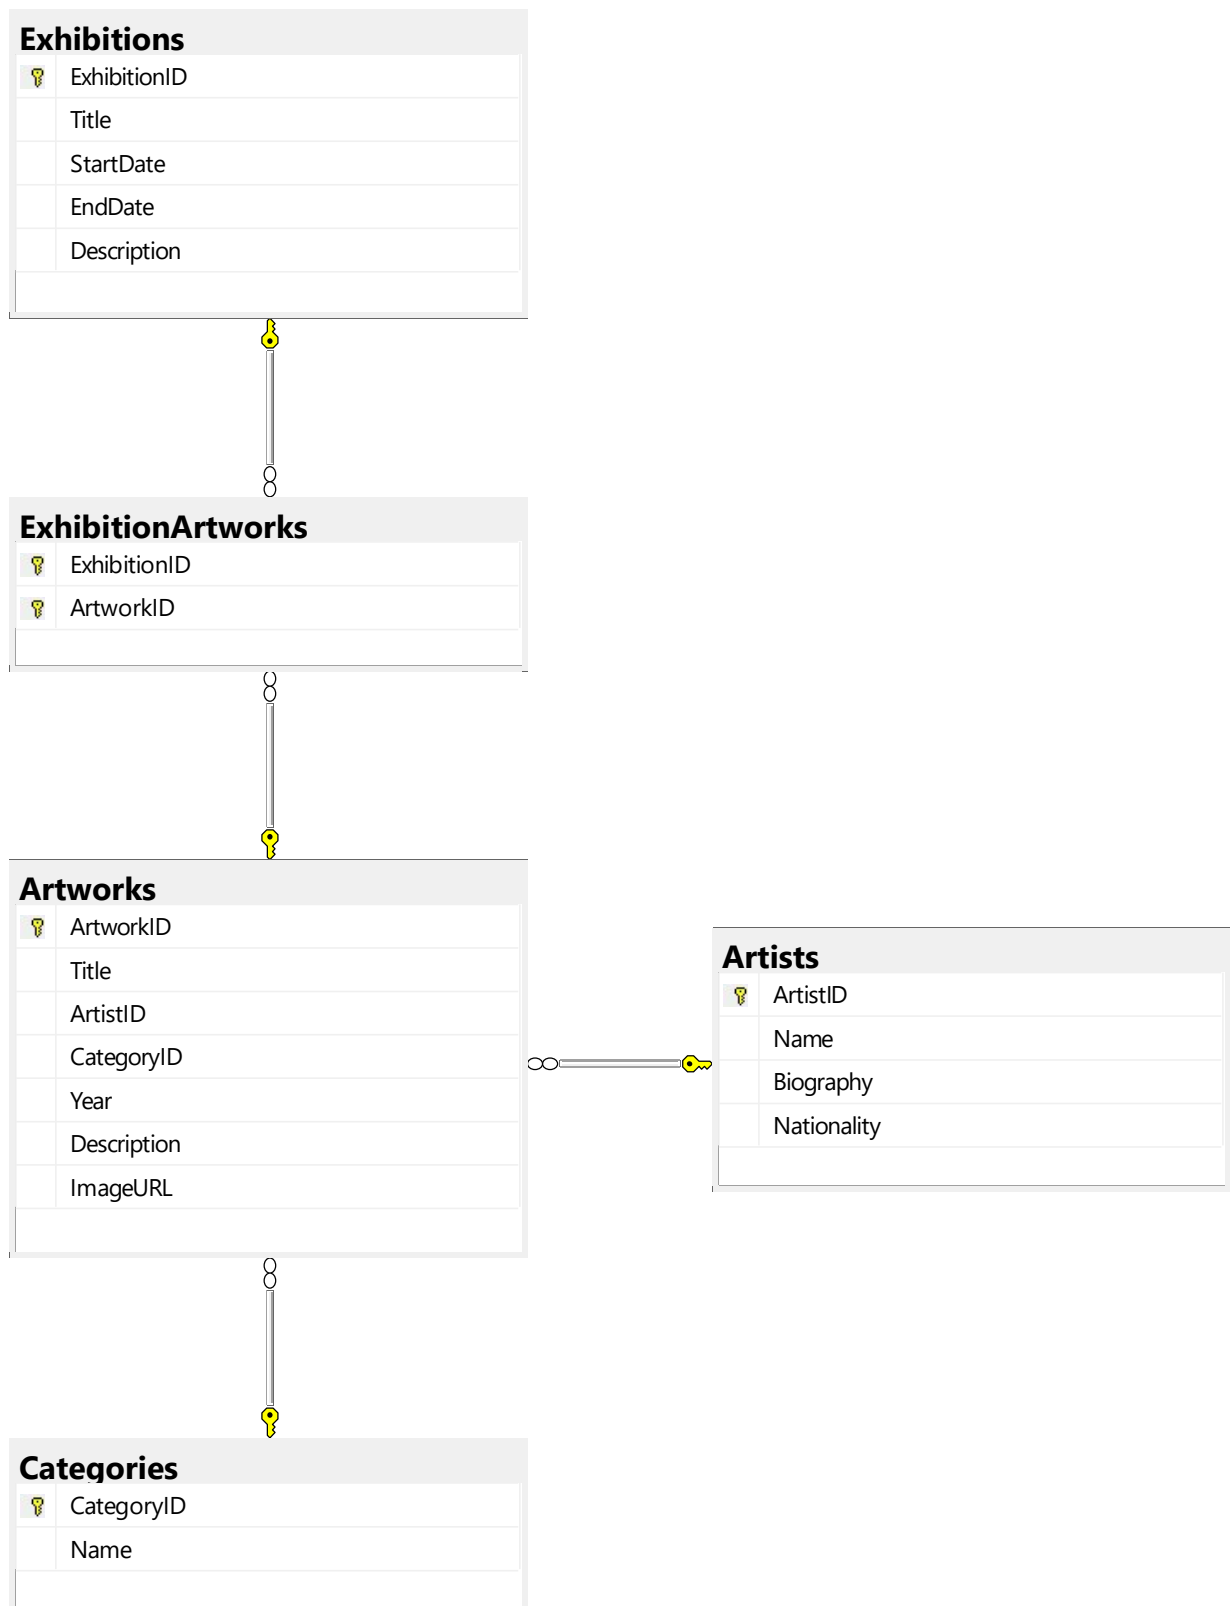 Exhibitions
ExhibitionID
Title
StartDate
EndDate
Description
ExhibitionArtworks
ExhibitionID
ArtworkID
Artworks
ArtworkID
Title
ArtistID
CategoryID
Year
Description
ImageURL
Artists
ArtistID
Name
Biography
Nationality
Categories
CategoryID
Name